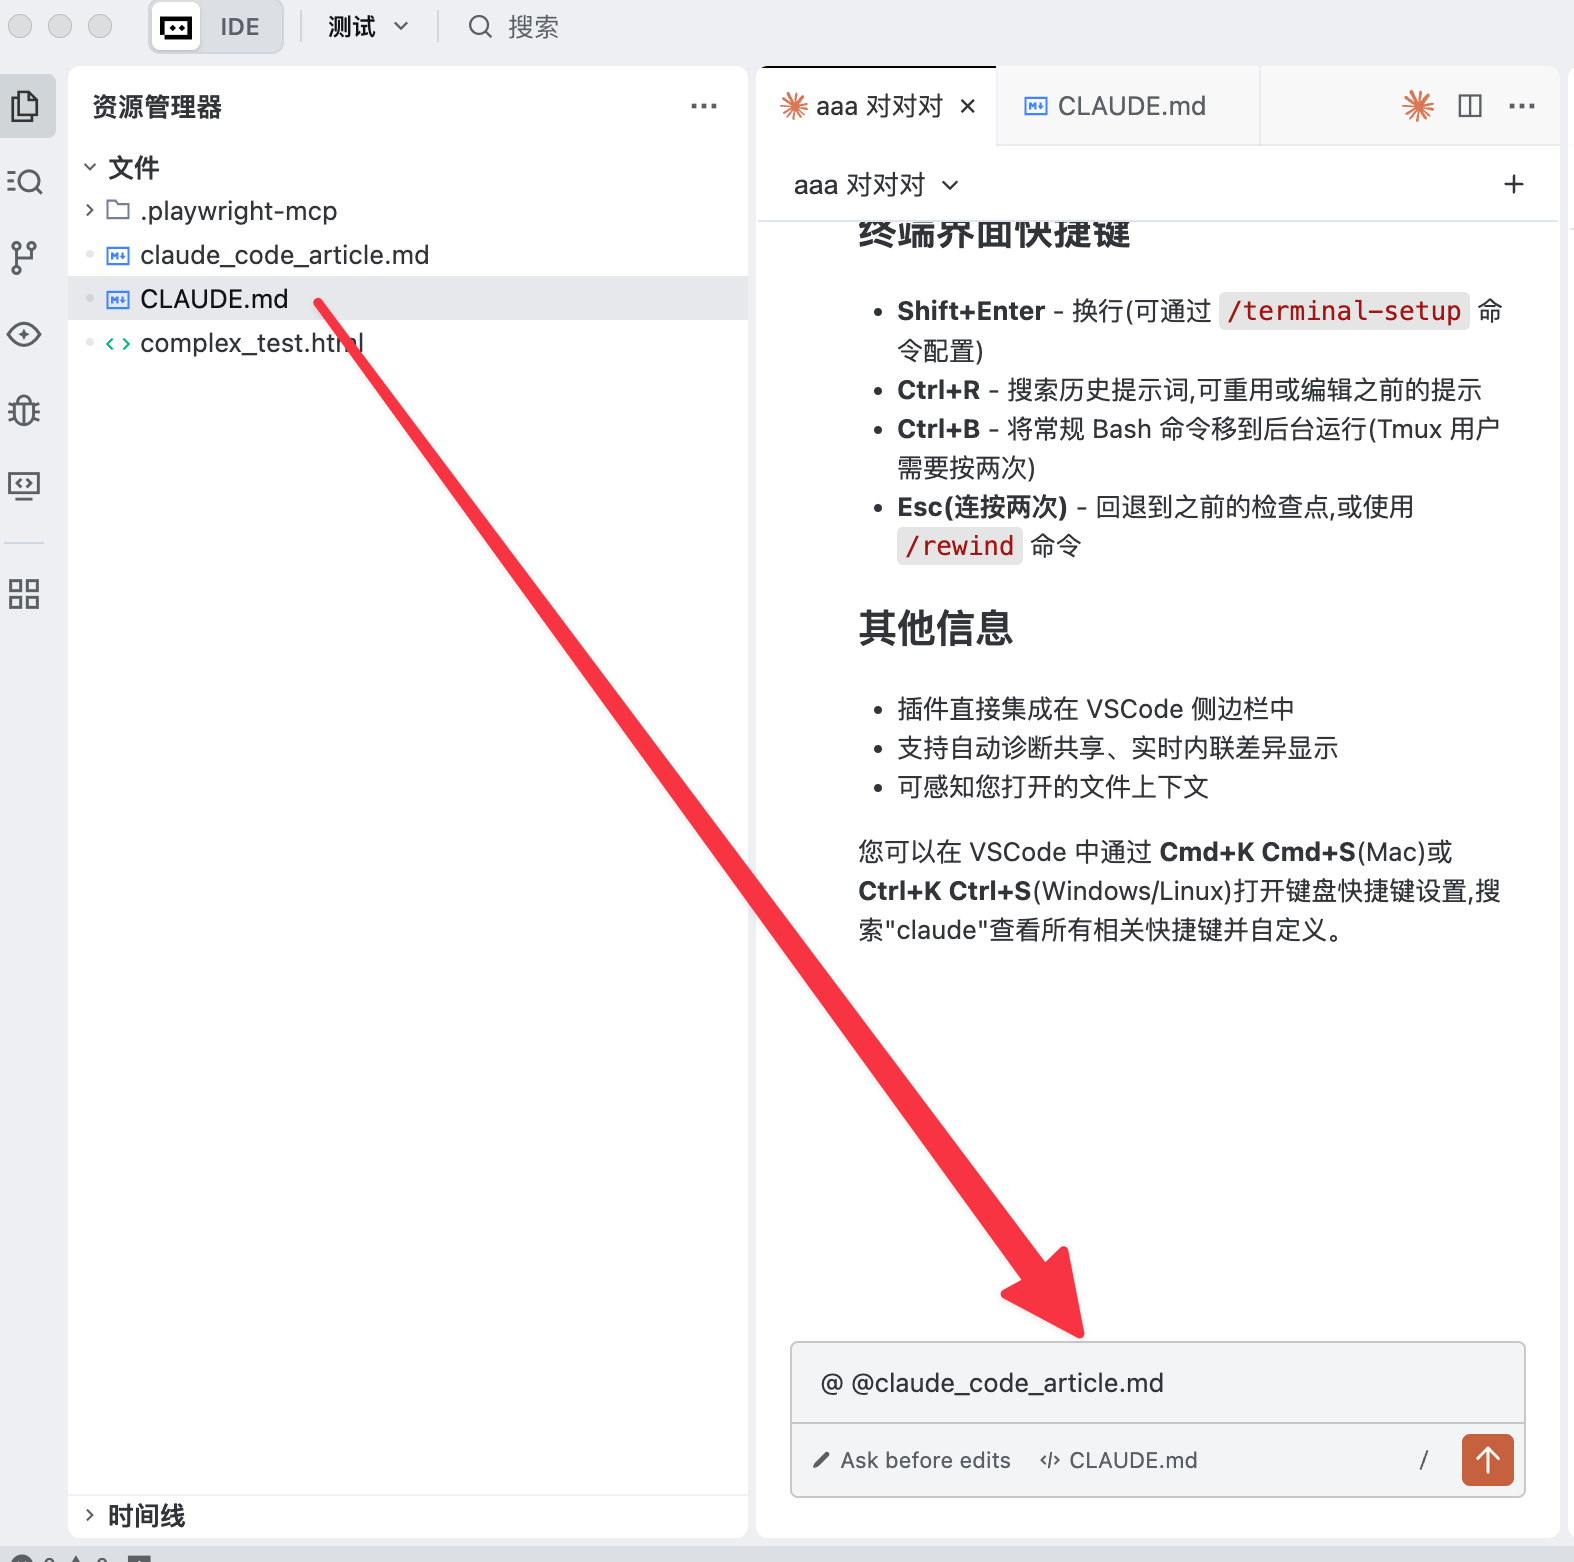 IDE
测试
搜索
资源管理器
文件
.playwright-mcp
claude_code_article.md
CLAUDE.md
complex_test.html
时间线
aaa 对对对
CLAUDE.md
aaa 对对对
终端界面快捷键
Shift+Enter - 换行(可通过 /terminal-setup 命
令配置)
Ctrl+R - 搜索历史提示词,可重用或编辑之前的提示
Ctrl+B - 将常规 Bash 命令移到后台运行(Tmux 用户
需要按两次)
Esc(连按两次) - 回退到之前的检查点,或使用
/rewind 命令
其他信息
插件直接集成在 VSCode 侧边栏中
支持自动诊断共享、实时内联差异显示
可感知您打开的文件上下文
您可以在 VSCode 中通过 Cmd+K Cmd+S(Mac)或
Ctrl+K Ctrl+S(Windows/Linux)打开键盘快捷键设置,搜
索"claude"查看所有相关快捷键并自定义。
@ @claude_code_article.md
Ask before edits
CLAUDE.md
/